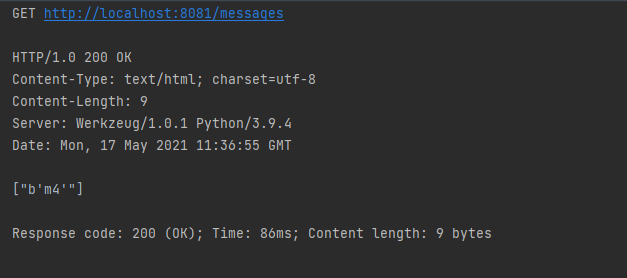 GET http://localhost:8081/messages
HTTP/1.0 200 OK
Content-Type: text/html; charset=utf-8
Content-Length: 9
Server: Werkzeug/1.0.1 Python/3.9.4
Date: Mon, 17 May 2021 11:36:55 GMT
["b'm4'"]
Response code: 200 (OK); Time: 86ms; Content length: 9 bytes